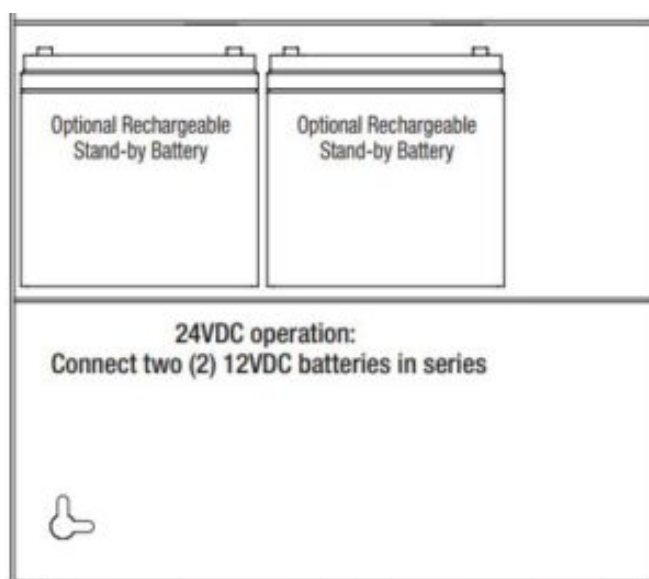 Optional Rechargeable
Stand-by Battery
Optional Rechargeable
Stand-by Battery
24VDC operation:
Connect two (2) 12VDC batteries in series